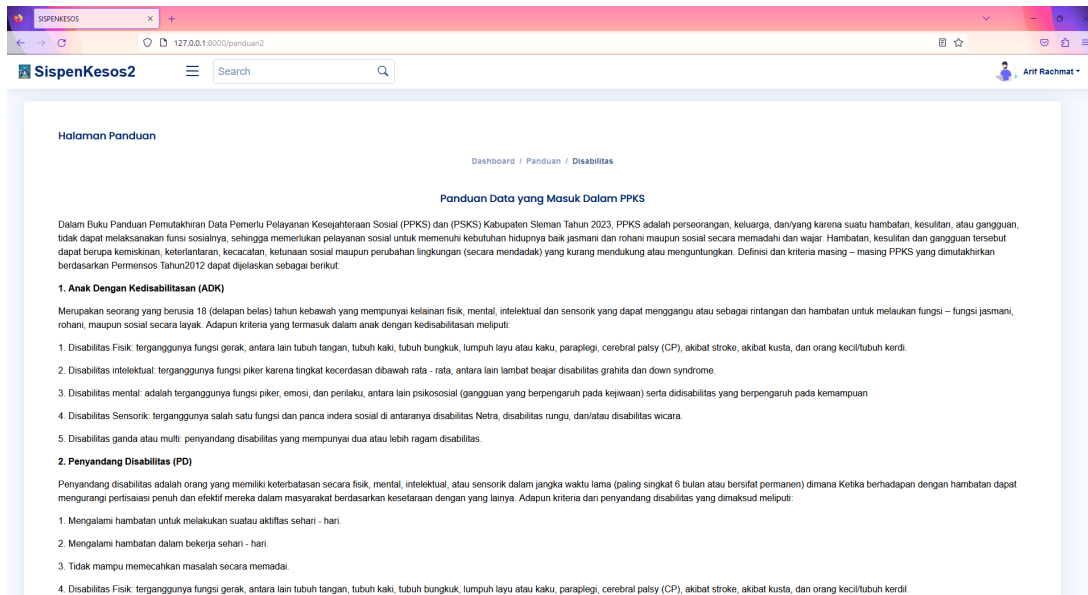 SISPENKESOS
127.0.0.1:8000/panduan2
SispenKesos2
Search
Arif Rachmat
Halaman Panduan
Dashboard / Panduan / Disabilitas
Panduan Data yang Masuk Dalam PPKS
Dalam Buku Panduan Pemutakhiran Data Pemerlu Pelayanan Kesejahteraan Sosial (PPKS) dan (PSKS) Kabupaten Sleman Tahun 2023, PPKS adalah perseorangan, keluarga, dan/yang karena suatu hambatan, kesulitan, atau gangguan,
tidak dapat melaksanakan funsi sosialnya, sehingga memerlukan pelayanan sosial untuk memenuhi kebutuhan hidupnya baik jasmani dan rohani maupun sosial secara memadahi dan wajar. Hambatan, kesulitan dan gangguan tersebut
dapat berupa kemiskinan, keterlantaran, kecacatan, ketunaan sosial maupun perubahan lingkungan (secara mendadak) yang kurang mendukung atau menguntungkan. Definisi dan kriteria masing – masing PPKS yang dimutakhirkan
berdasarkan Permensos Tahun2012 dapat dijelaskan sebagai berikut:
1. Anak Dengan Kedisabilitasan (ADK)
Merupakan seorang yang berusia 18 (delapan belas) tahun kebawah yang mempunyai kelainan fisik, mental, intelektual dan sensorik yang dapat menggangu atau sebagai rintangan dan hambatan untuk melaukan fungsi – fungsi jasmani,
rohani, maupun sosial secara layak. Adapun kriteria yang termasuk dalam anak dengan kedisabilitasan meliputi:
1. Disabilitas Fisik: terganggunya fungsi gerak, antara lain tubuh tangan, tubuh kaki, tubuh bungkuk, lumpuh layu atau kaku, paraplegi, cerebral palsy (CP), akibat stroke, akibat kusta, dan orang kecil/tubuh kerdi.
2. Disabilitas intelektual: terganggunya fungsi piker karena tingkat kecerdasan dibawah rata - rata, antara lain lambat beajar disabilitas grahita dan down syndrome.
3. Disabilitas mental: adalah terganggunya fungsi piker, emosi, dan perilaku, antara lain psikososial (gangguan yang berpengaruh pada kejiwaan) serta didisabilitas yang berpengaruh pada kemampuan
4. Disabilitas Sensorik: terganggunya salah satu fungsi dan panca indera sosial di antaranya disabilitas Netra, disabilitas rungu, dan/atau disabilitas wicara.
5. Disabilitas ganda atau multi: penyandang disabilitas yang mempunyai dua atau lebih ragam disabilitas.
2. Penyandang Disabilitas (PD)
Penyandang disabilitas adalah orang yang memiliki keterbatasan secara fisik, mental, intelektual, atau sensorik dalam jangka waktu lama (paling singkat 6 bulan atau bersifat permanen) dimana Ketika berhadapan dengan hambatan dapat
mengurangi pertisaiasi penuh dan efektif mereka dalam masyarakat berdasarkan kesetaraan dengan yang lainya. Adapun kriteria dari penyandang disabilitas yang dimaksud meliputi:
1. Mengalami hambatan untuk melakukan suatau aktiftas sehari - hari.
2. Mengalami hambatan dalam bekerja sehari - hari.
3. Tidak mampu memecahkan masalah secara memadai.
4. Disabilitas Fisik: terganggunya fungsi gerak, antara lain tubuh tangan, tubuh kaki, tubuh bungkuk, lumpuh layu atau kaku, paraplegi, cerebral palsy (CP), akibat stroke, akibat kusta, dan orang kecil/tubuh kerdil.